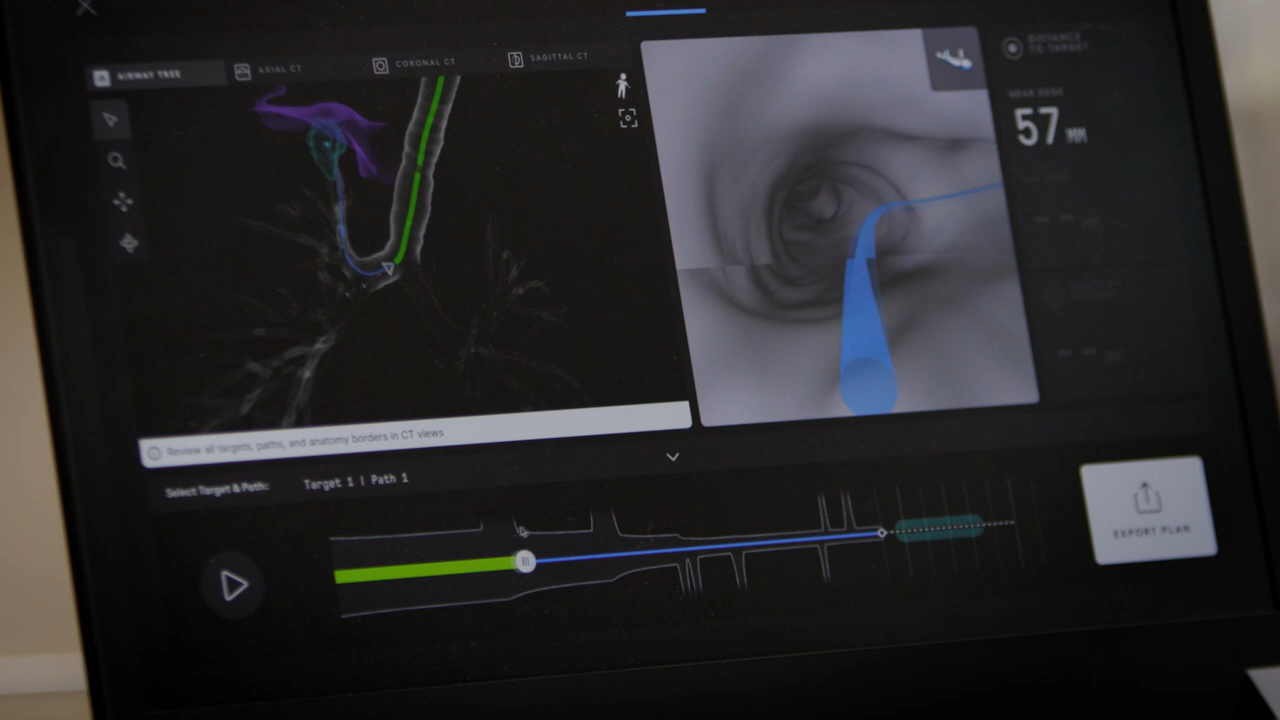 AIRWAY TREE
AXIAL CT
CORONAL CT
SAGITTAL CT
DISTANCE
TO TARGET
NEAR EDGE
57 MM
Review all targets, paths, and anatomy borders in CT views
Select Target & Path:
Target 1 | Path 1
EXPORT PLAN